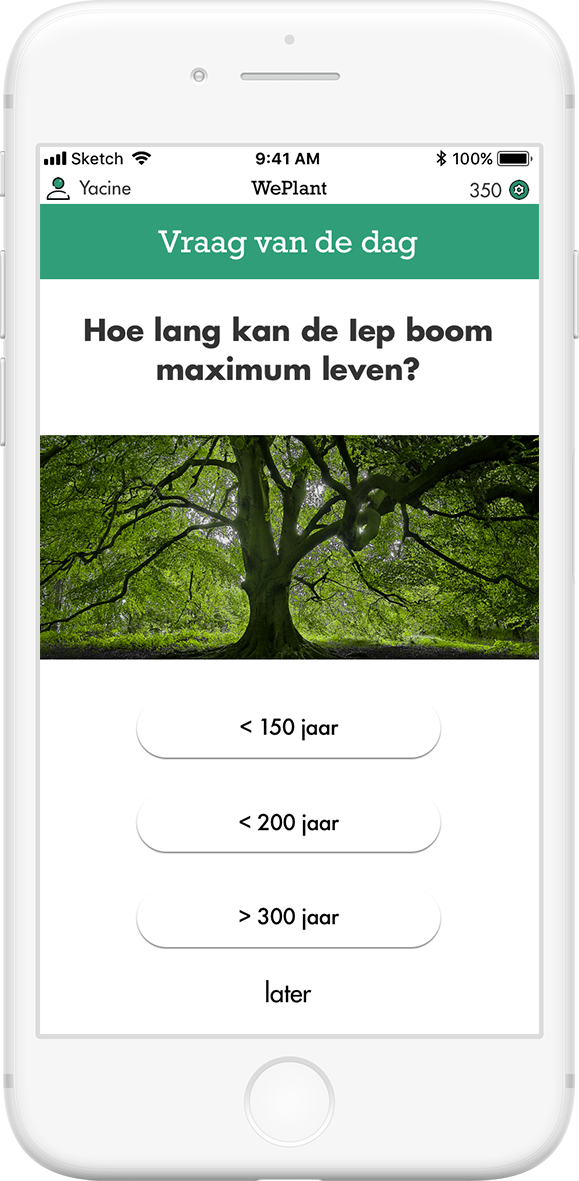 Sketch 9:41 AM 100%
Yacine WePlant 350
Vraag van de dag
Hoe lang kan de Iep boom
maximum leven?
< 150 jaar
< 200 jaar
> 300 jaar
later